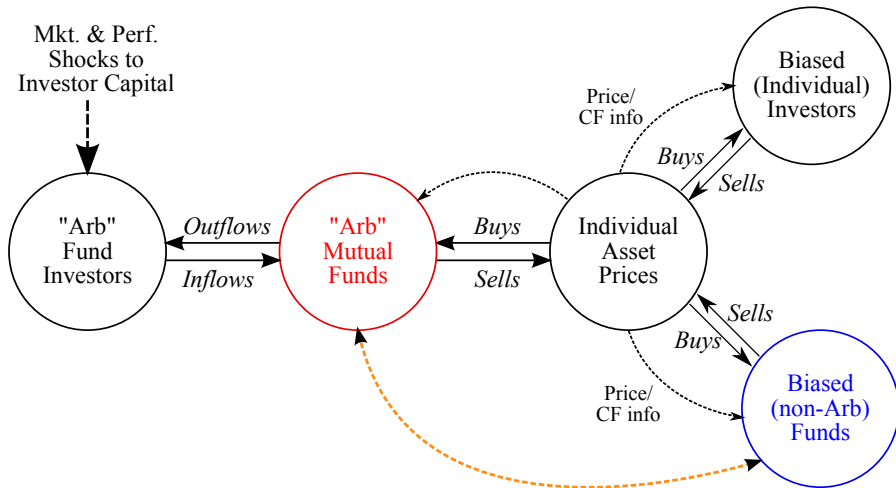 Mkt. & Perf.
Shocks to
Investor Capital
"Arb"
Fund
Investors
Outflows
Inflows
"Arb"
Mutual
Funds
Buys
Sells
Individual
Asset
Prices
Price/
CF info
Buys
Sells
Biased
(Individual)
Investors
Sells
Buys
Price/
CF info
Biased
(non-Arb)
Funds